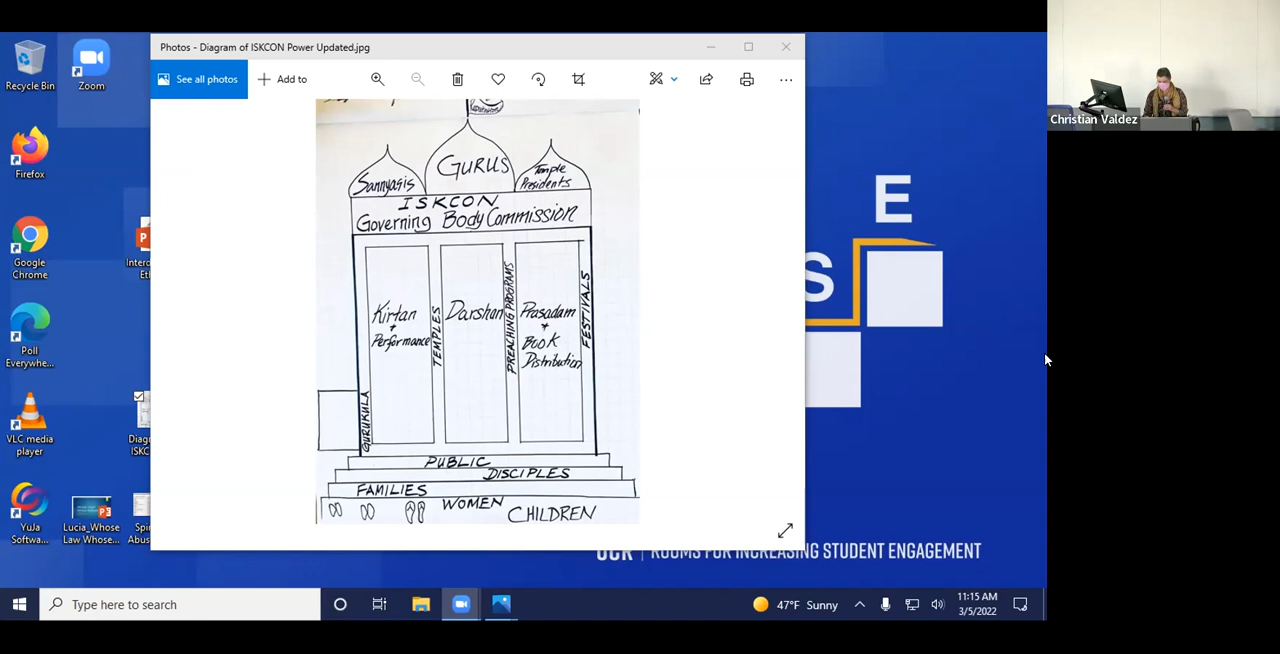 Photos - Diagram of ISKCON Power Updated.jpg
See all photos
Add to
Recycle Bin
Zoom
Firefox
Google Chrome
Poll Everywhe...
VLC media player
YuJa Softwa...
Lucia_Whose Law Whose...
GURUS
Sannyasis
Temple Presidents
ISKCON
Governing Body Commission
Kirtan + Performance
TEMPLES
Darshan
PREACHING PROGRAMS
Prasadam + Book Distribution
FESTIVALS
GURUKULA
PUBLIC
DISCIPLES
FAMILIES
WOMEN
CHILDREN
E
S
UCR | ROOMS FOR INCREASING STUDENT ENGAGEMENT
Christian Valdez
Type here to search
47°F Sunny
11:15 AM
3/5/2022